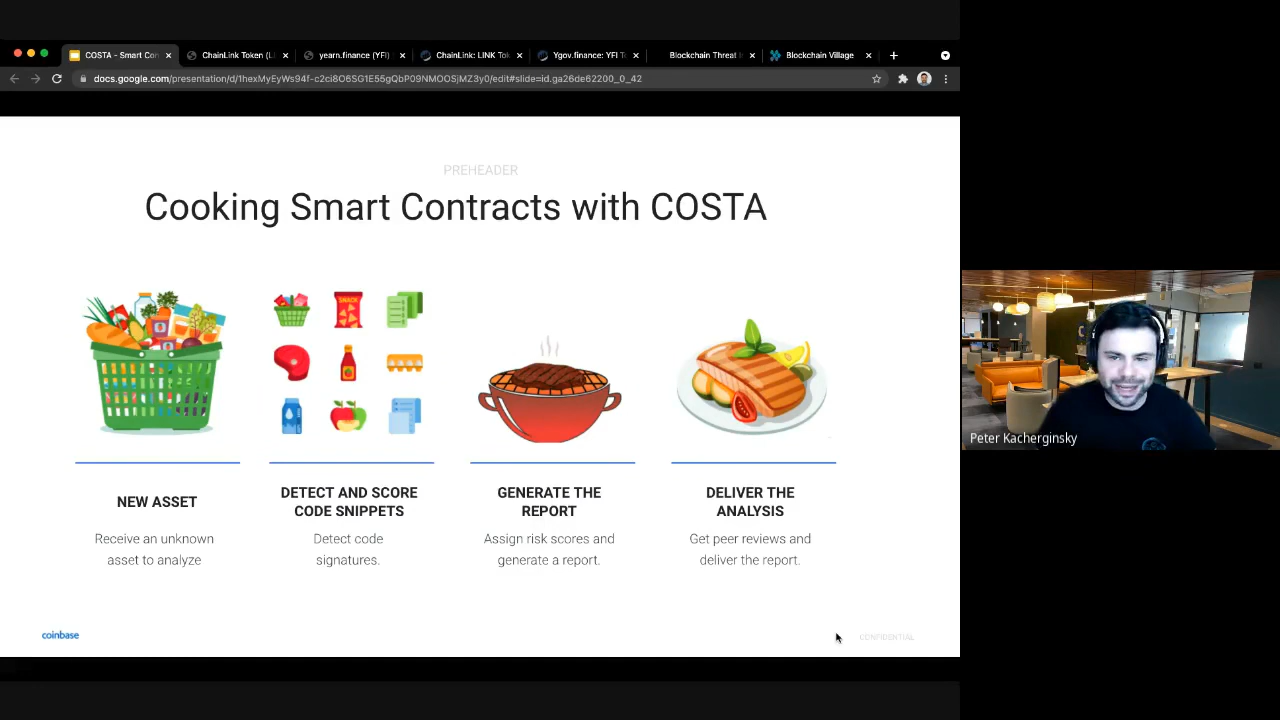 COSTA - Smart Con
ChainLink Token (LI
yearn.finance (YFI)
ChainLink: LINK Tok
Ygov.finance: YFI T
Blockchain Threat I
Blockchain Village
docs.google.com/presentation/d/1hexMyEyWs94f-c2ci8O6SG1E55gQbP09NMOOSjMZ3y0/edit#slide=id.ga26de62200_0_42
PREHEADER
Cooking Smart Contracts with COSTA
SNACK
NEW ASSET
Receive an unknown
asset to analyze
DETECT AND SCORE
CODE SNIPPETS
Detect code
signatures.
GENERATE THE
REPORT
Assign risk scores and
generate a report.
DELIVER THE
ANALYSIS
Get peer reviews and
deliver the report.
coinbase
CONFIDENTIAL
Peter Kacherginsky